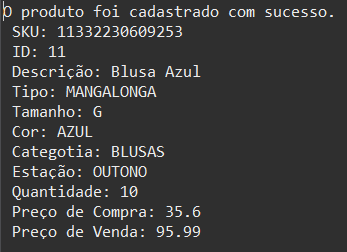 O produto foi cadastrado com sucesso.
SKU: 11332230609253
ID: 11
Descrição: Blusa Azul
Tipo: MANGALONGA
Tamanho: G
Cor: AZUL
Categotia: BLUSAS
Estação: OUTONO
Quantidade: 10
Preço de Compra: 35.6
Preço de Venda: 95.99